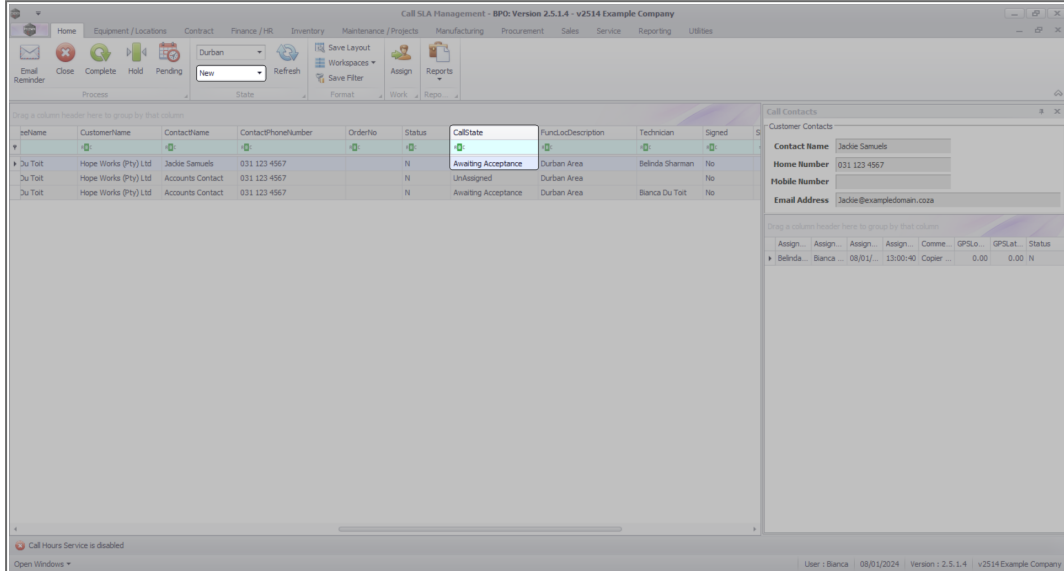 Call SLA Management - BPO: Version 2.5.1.4 - v2514 Example Company
Home Equipment / Locations Contract Finance / HR Inventory Maintenance / Projects Manufacturing Procurement Sales Service Reporting Utilities
Email Reminder Close Complete Hold Pending Durban New Refresh Save Layout Workspaces Save Filter Assign Reports
Process State Format Work Repo...
Drag a column header here to group by that column
eeName CustomerName ContactName ContactPhoneNumber OrderNo Status CallState FuncLocDescription Technician Signed S
Du Toit Hope Works (Pty) Ltd Jackie Samuels 031 123 4567 N Awaiting Acceptance Durban Area Belinda Sharman No
Du Toit Hope Works (Pty) Ltd Accounts Contact 031 123 4567 N UnAssigned Durban Area No
Du Toit Hope Works (Pty) Ltd Accounts Contact 031 123 4567 N Awaiting Acceptance Durban Area Bianca Du Toit No
Call Contacts
Customer Contacts
Contact Name Jackie Samuels
Home Number 031 123 4567
Mobile Number
Email Address Jackie@exampledomain.coza
Drag a column header here to group by that column
Assign... Assign... Assign... Assign... Comme... GPSLo... GPSLat... Status
Belinda... Bianca ... 08/01/... 13:00:40 Copier ... 0.00 0.00 N
Call Hours Service is disabled
Open Windows User : Bianca 08/01/2024 Version : 2.5.1.4 v2514 Example Company